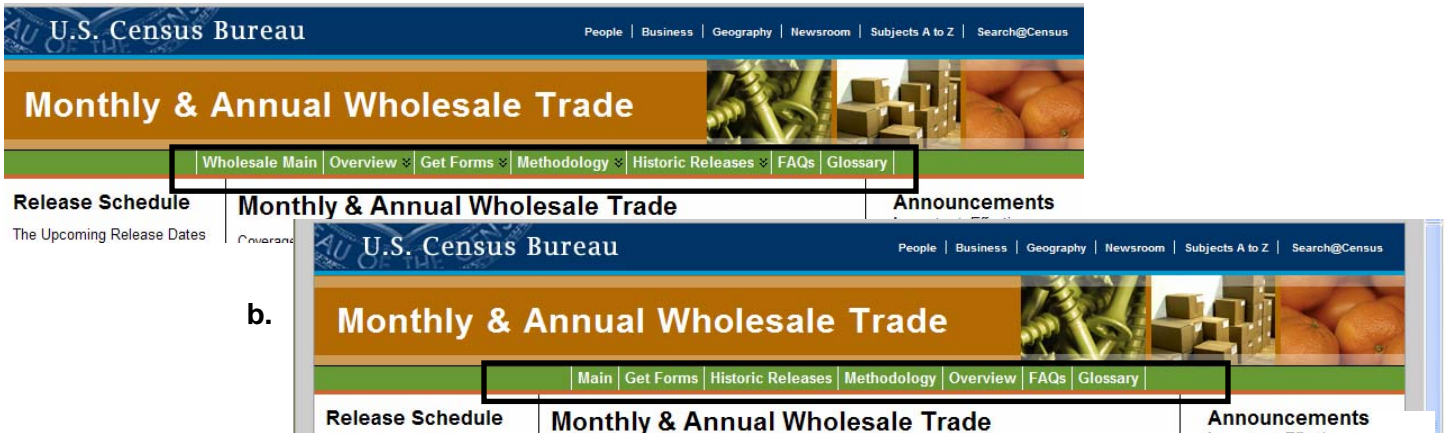 U.S. Census Bureau
People | Business | Geography | Newsroom | Subjects A to Z | Search@Census
Monthly & Annual Wholesale Trade
Wholesale Main | Overview | Get Forms | Methodology | Historic Releases | FAQs | Glossary
Release Schedule
Monthly & Annual Wholesale Trade
Announcements
The Upcoming Release Dates
Coverage
U.S. Census Bureau
People | Business | Geography | Newsroom | Subjects A to Z | Search@Census
b.
Monthly & Annual Wholesale Trade
Main | Get Forms | Historic Releases | Methodology | Overview | FAQs | Glossary
Release Schedule
Monthly & Annual Wholesale Trade
Announcements